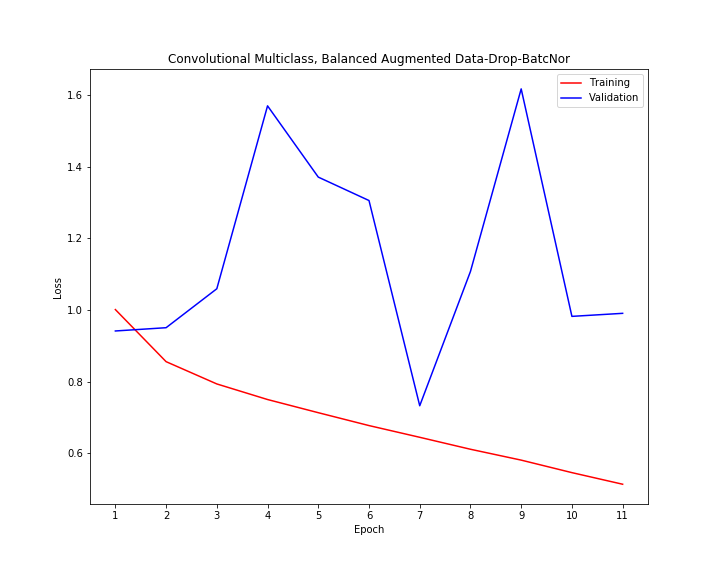 Convolutional Multiclass, Balanced Augmented Data-Drop-BatcNor
Training
Validation
1.6
1.4
1.2
1.0
0.8
0.6
Loss
1 2 3 4 5 6 7 8 9 10 11
Epoch